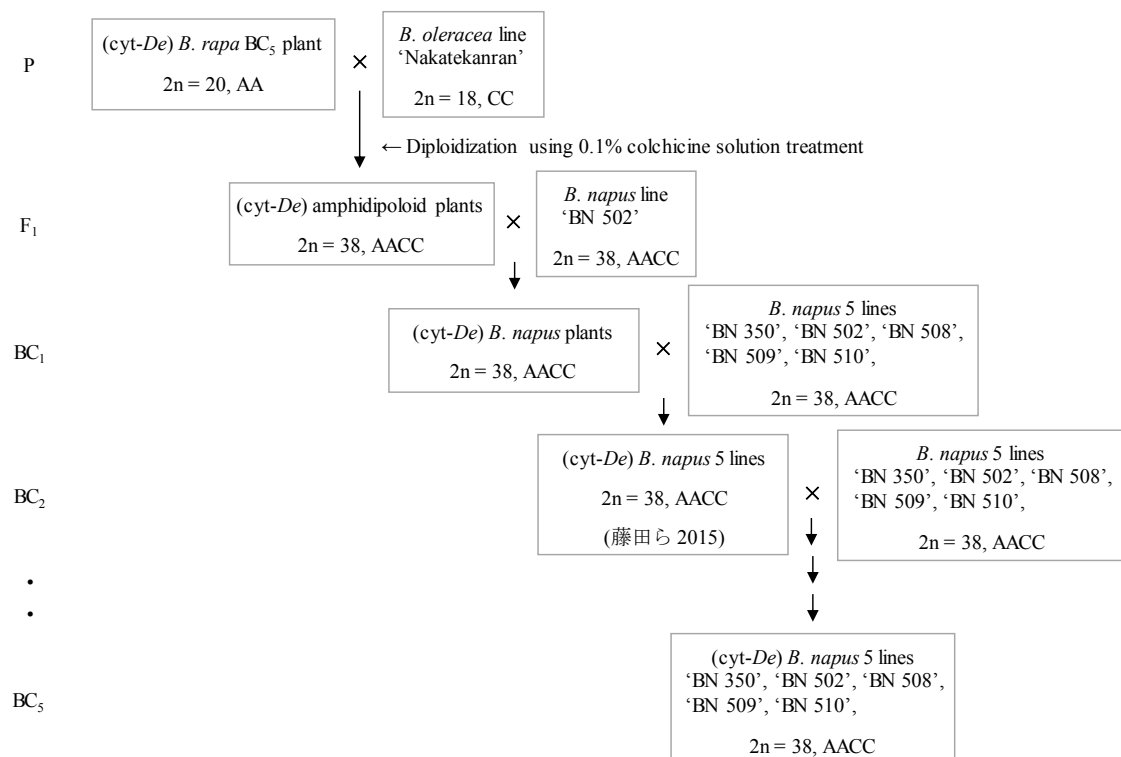 P
(cyt-De) B. rapa BC5 plant
2n = 20, AA
×
B. oleracea line
‘Nakatekanran’
2n = 18, CC
← Diploidization using 0.1% colchicine solution treatment
F1
(cyt-De) amphidipoloid plants
2n = 38, AACC
×
B. napus line
‘BN 502’
2n = 38, AACC
BC1
(cyt-De) B. napus plants
2n = 38, AACC
×
B. napus 5 lines
‘BN 350’, ‘BN 502’, ‘BN 508’,
‘BN 509’, ‘BN 510’,
2n = 38, AACC
BC2
(cyt-De) B. napus 5 lines
2n = 38, AACC
(藤田ら 2015)
×
B. napus 5 lines
‘BN 350’, ‘BN 502’, ‘BN 508’,
‘BN 509’, ‘BN 510’,
2n = 38, AACC
BC5
(cyt-De) B. napus 5 lines
‘BN 350’, ‘BN 502’, ‘BN 508’,
‘BN 509’, ‘BN 510’,
2n = 38, AACC